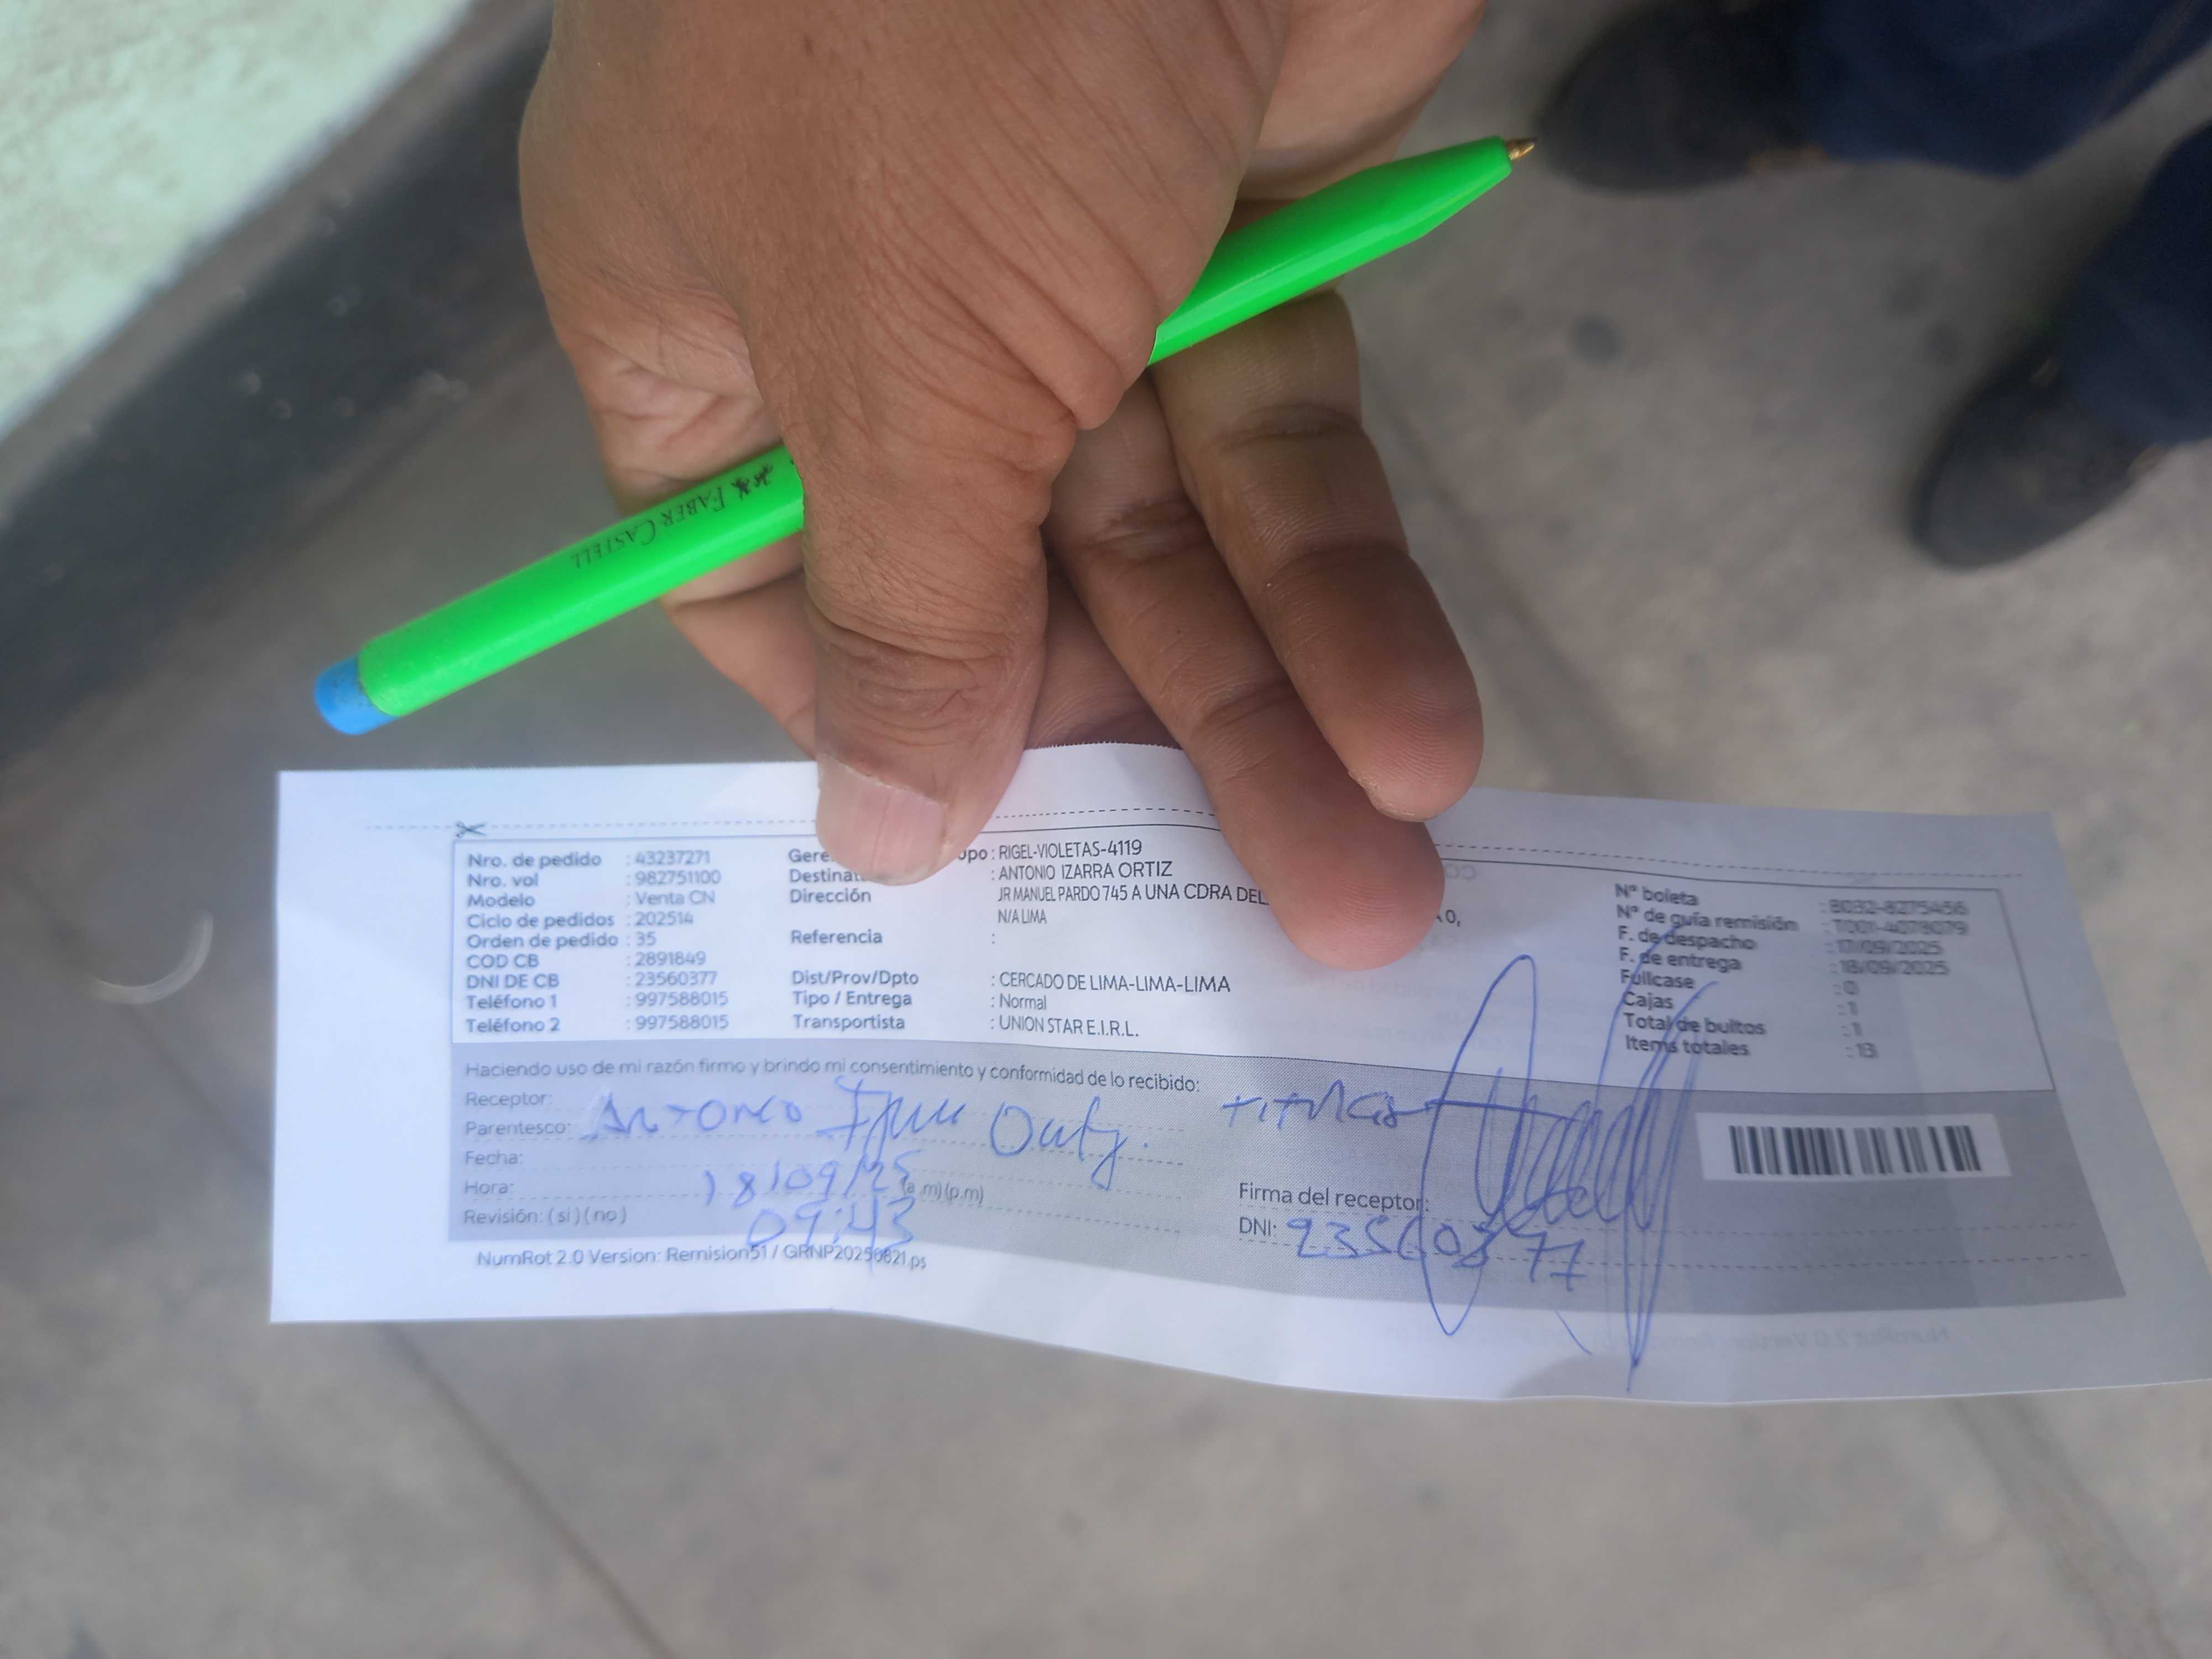 FABER CASTELL
Nro. de pedido : 43237271
Nro. vol : 982751100
Modelo : Venta CN
Ciclo de pedidos : 202514
Orden de pedido : 35
COD CB : 2891849
DNI DE CB : 23560377
Teléfono 1 : 997588015
Teléfono 2 : 997588015
: RIGEL-VIOLETAS-4119
: ANTONIO IZARRA ORTIZ
Dirección JR MANUEL PARDO 745 A UNA CDRA DEL
0,
N/A LIMA
Referencia :
Dist/Prov/Dpto : CERCADO DE LIMA-LIMA-LIMA
Tipo / Entrega : Normal
Transportista : UNION STAR E.I.R.L.
Nº boleta : B032-8275456
Nº de guía remisión : T001-4079079
F. de despacho : 17/09/2025
F. de entrega : 18/09/2025
Fullcase : 0
Cajas : 1
Total de bultos : 1
Items totales : 13
Haciendo uso de mi razón firmo y brindo mi consentimiento y conformidad de lo recibido:
Receptor:
Parentesco: Antonio titular
Fecha: 18/09/25
Hora: 09:43 (a.m)(p.m)
Revisión: (si)(no)
Firma del receptor:
DNI: 23560377
NumRot 2.0 Version: Remision51 / GRNP20250821.ps